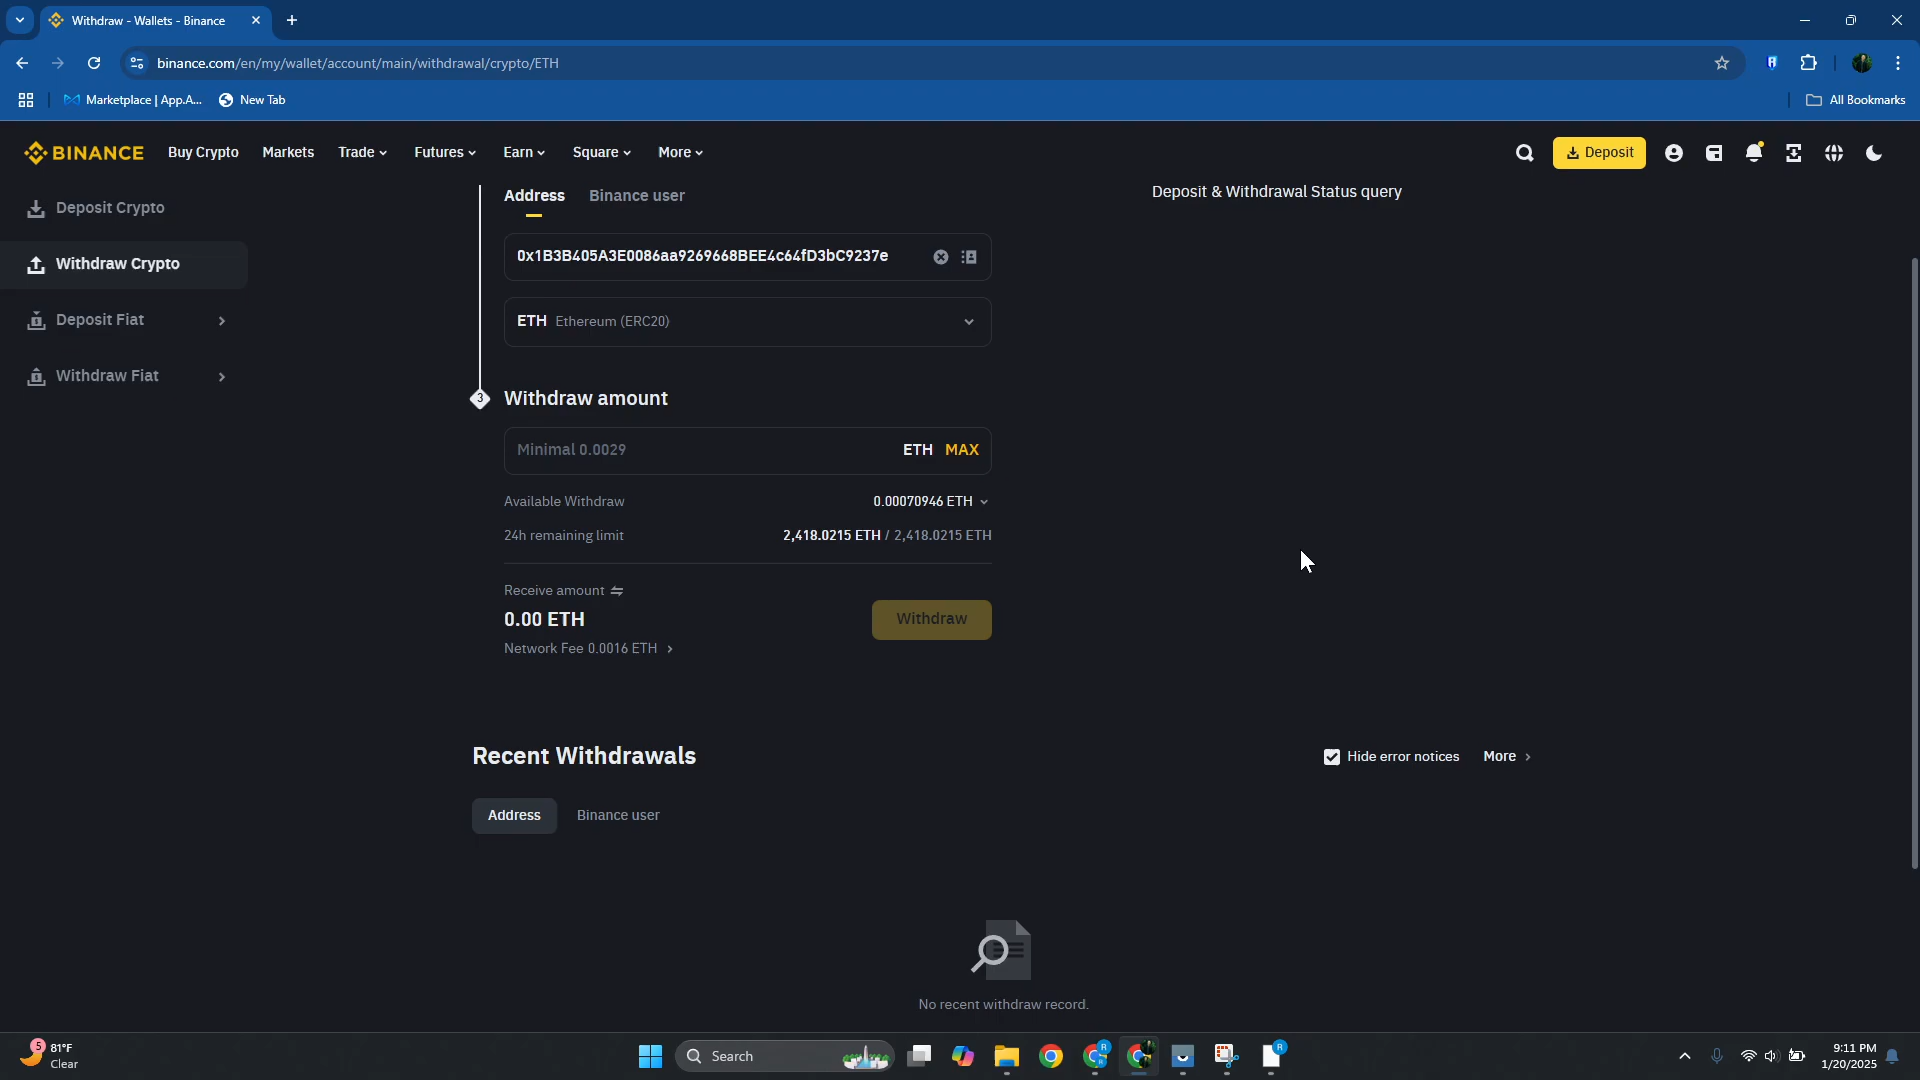 Withdraw - Wallets - Binance
binance.com/en/my/wallet/account/main/withdrawal/crypto/ETH
Marketplace | App.A...
New Tab
All Bookmarks
BINANCE
Buy Crypto
Markets
Trade
Futures
Earn
Square
More
Deposit
Deposit Crypto
Withdraw Crypto
Deposit Fiat
Withdraw Fiat
Address
Binance user
Deposit & Withdrawal Status query
0x1B3B405A3E0086aa9269668BEE4c64fD3bC9237e
ETH Ethereum (ERC20)
3
Withdraw amount
Minimal 0.0029
ETH MAX
Available Withdraw
0.00070946 ETH
24h remaining limit
2,418.0215 ETH / 2,418.0215 ETH
Receive amount
0.00 ETH
Network Fee 0.0016 ETH
Withdraw
Recent Withdrawals
Hide error notices
More
Address
Binance user
No recent withdraw record.
5
81°F
Clear
Search
R
R
9:11 PM
1/20/2025